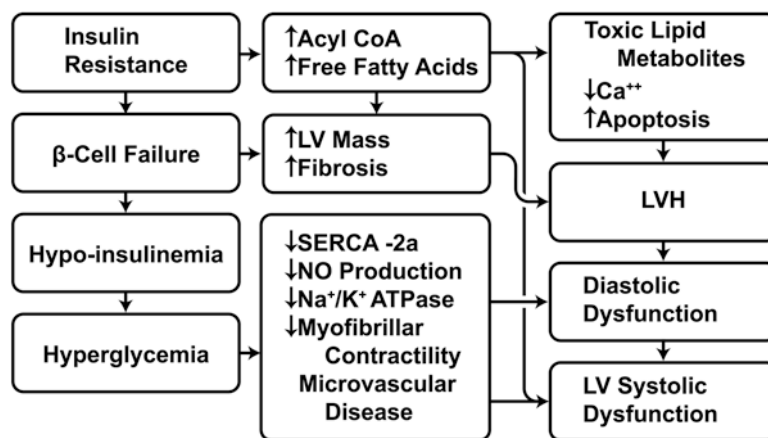 Insulin
Resistance
↑Acyl CoA
↑Free Fatty Acids
Toxic Lipid
Metabolites
↓Ca⁺⁺
↑Apoptosis
β-Cell Failure
↑LV Mass
↑Fibrosis
LVH
Hypo-insulinemia
↓SERCA -2a
↓NO Production
↓Na⁺/K⁺ ATPase
↓Myofibrillar
Contractility
Microvascular
Disease
Diastolic
Dysfunction
Hyperglycemia
LV Systolic
Dysfunction